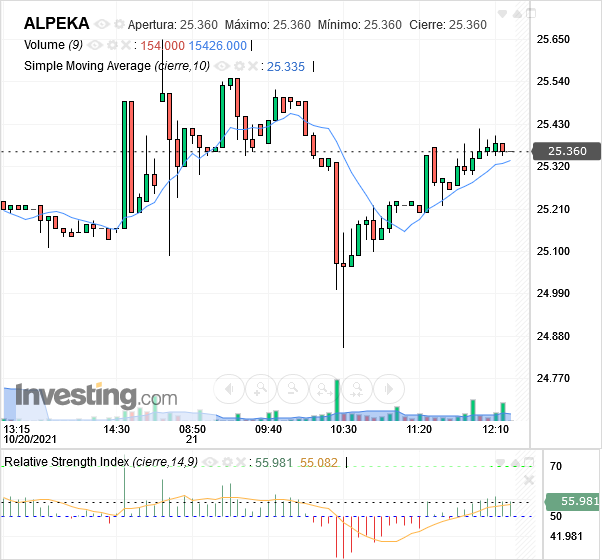 ALPEKA Apertura: 25.360 Máximo: 25.360 Mínimo: 25.360 Cierre: 25.360
Volume (9) : 154.000 15426.000
Simple Moving Average (cierre,10) : 25.335
25.650
25.540
25.430
25.360
25.320
25.210
25.100
24.990
24.880
24.770
Investing.com
13:15 14:30 08:50 09:40 10:30 11:20 12:10
10/20/2021 21
Relative Strength Index (cierre,14,9) : 55.981 55.082
70
55.981
50
41.981